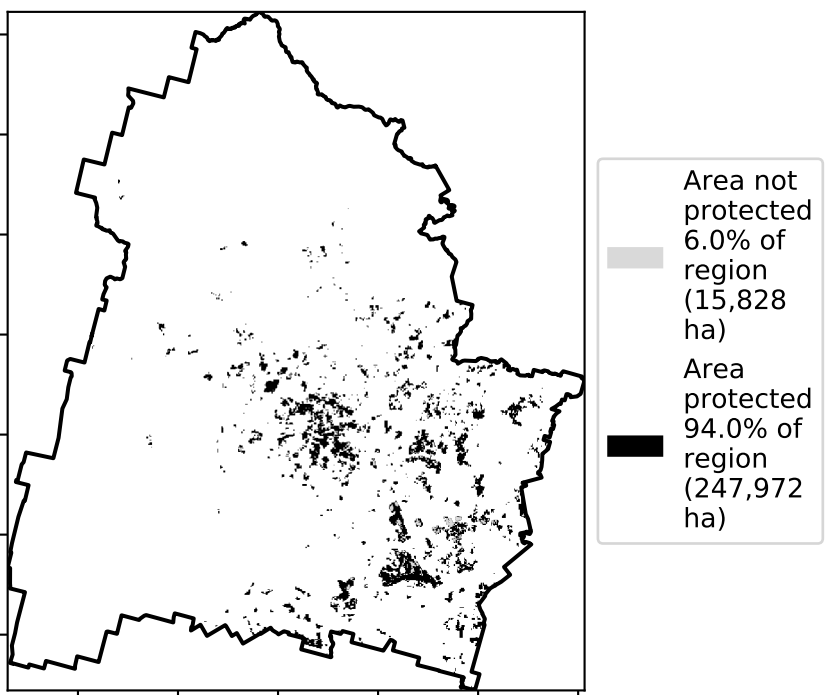 Area not
protected
6.0% of
region
(15,828
ha)
Area
protected
94.0% of
region
(247,972
ha)